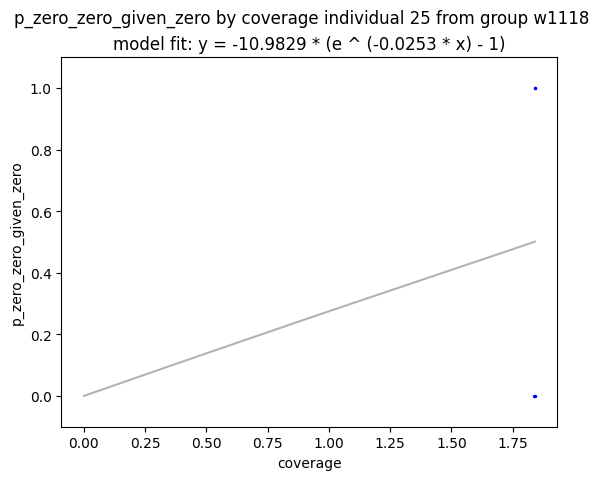 p_zero_zero_given_zero by coverage individual 25 from group w1118
model fit: y = -10.9829 * (e ^ (-0.0253 * x) - 1)
1.0
0.8
0.6
0.4
0.2
0.0
p_zero_zero_given_zero
0.00 0.25 0.50 0.75 1.00 1.25 1.50 1.75
coverage